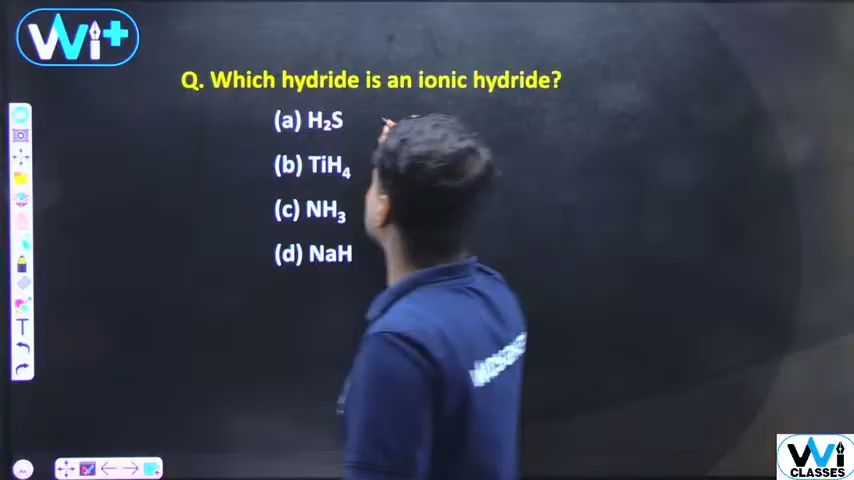 Wi+
Q. Which hydride is an ionic hydride?
(a) H₂S
(b) TiH₄
(c) NH₃
(d) NaH
T
Wi
CLASSES